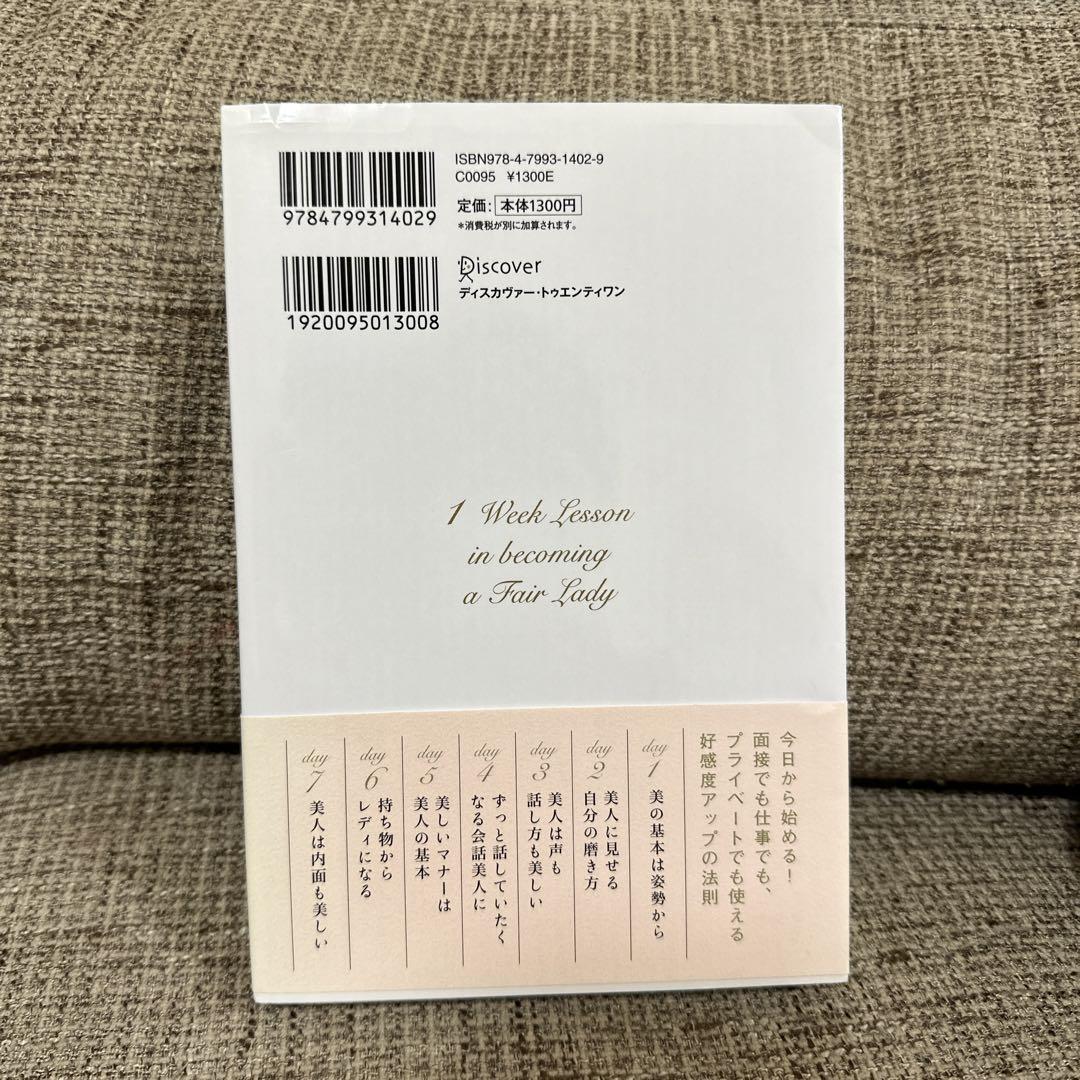 ISBN978-4-7993-1402-9
C0095 ¥1300E
定価:本体1300円
*消費税が別に加算されます。
9784799314029
Discover
ディスカヴァー・トゥエンティワン
1920095013008
1 Week Lesson
in becoming
a Fair Lady
今日から始める!
面接でも仕事でも、
プライベートでも使える
好感度アップの法則
day
1
美の基本は姿勢から
day
2
美人に見せる
自分の磨き方
day
3
美人は声も
話し方も美しい
day
4
ずっと話していたく
なる会話美人に
day
5
美しいマナーは
美人の基本
day
6
持ち物から
レディになる
day
7
美人は内面も美しい